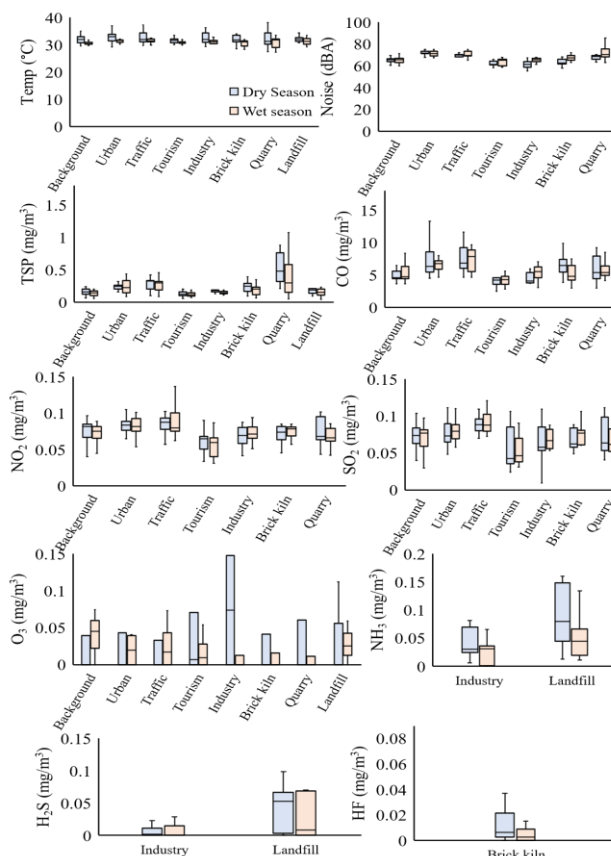 Temp (°C)
40
30
20
10
0
Dry Season
Wet season
Background
Urban
Traffic
Tourism
Industry
Brick kiln
Quarry
Landfill
Noise (dBA)
100
80
60
40
20
0
Background
Urban
Traffic
Tourism
Industry
Brick kiln
Quarry
TSP (mg/m³)
1.5
1
0.5
0
Background
Urban
Traffic
Tourism
Industry
Brick kiln
Quarry
Landfill
CO (mg/m³)
15
10
5
0
Background
Urban
Traffic
Tourism
Industry
Brick kiln
Quarry
NO₂ (mg/m³)
0.15
0.1
0.05
0
Background
Urban
Traffic
Tourism
Industry
Brick kiln
Quarry
SO₂ (mg/m³)
0.15
0.1
0.05
0
Background
Urban
Traffic
Tourism
Industry
Brick kiln
Quarry
O₃ (mg/m³)
0.15
0.1
0.05
0
Background
Urban
Traffic
Tourism
Industry
Brick kiln
Quarry
Landfill
NH₃ (mg/m³)
0.2
0.15
0.1
0.05
0
Industry Landfill
H₂S (mg/m³)
0.15
0.1
0.05
0
Industry Landfill
HF (mg/m³)
0.08
0.06
0.04
0.02
0
Brick kiln